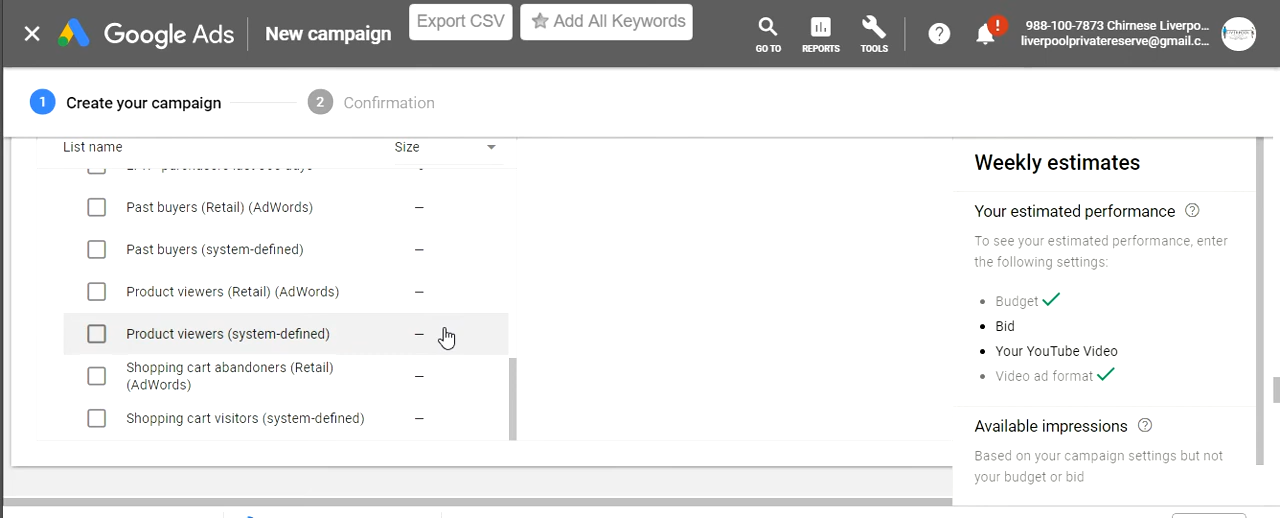 Google Ads
New campaign
Export CSV
Add All Keywords
GO TO
REPORTS
TOOLS
988-100-7873 Chirnese Liverpo...
liverpoolprivatereserve@gmail.c...
1 Create your campaign
2 Confirmation
List name
Size
Past buyers (Retail) (AdWords) –
Past buyers (system-defined) –
Product viewers (Retail) (AdWords) –
Product viewers (system-defined) –
Shopping cart abandoners (Retail)
(AdWords) –
Shopping cart visitors (system-defined) –
Weekly estimates
Your estimated performance
To see your estimated performance, enter
the following settings:
• Budget
• Bid
• Your YouTube Video
• Video ad format
Available impressions
Based on your campaign settings but not
your budget or bid